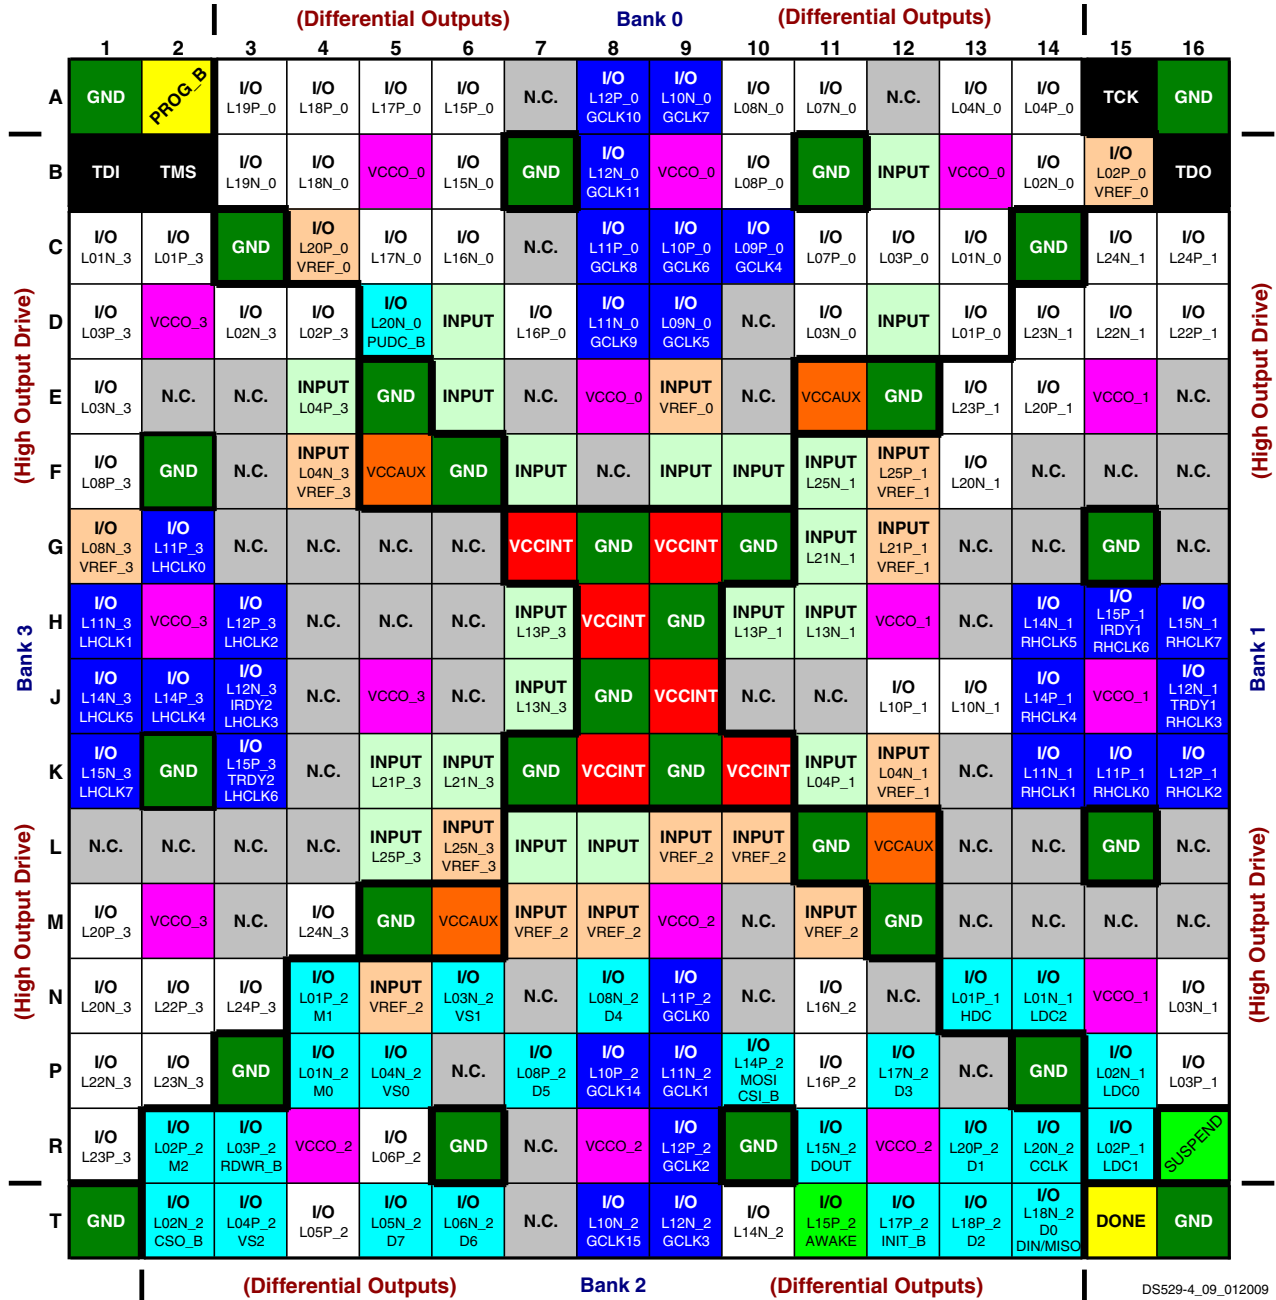 (Differential Outputs) Bank 0 (Differential Outputs)
1 2 3 4 5 6 7 8 9 10 11 12 13 14 15 16
A GND PROG_B I/O L19P_0 I/O L18P_0 I/O L17P_0 I/O L15P_0 N.C. I/O L12P_0 GCLK10 I/O L10N_0 GCLK7 I/O L08N_0 I/O L07N_0 N.C. I/O L04N_0 I/O L04P_0 TCK GND
B TDI TMS I/O L19N_0 I/O L18N_0 VCCO_0 I/O L15N_0 GND I/O L12N_0 GCLK11 VCCO_0 I/O L08P_0 GND INPUT VCCO_0 I/O L02N_0 I/O L02P_0 VREF_0 TDO
C I/O L01N_3 I/O L01P_3 GND I/O L20P_0 VREF_0 I/O L17N_0 I/O L16N_0 N.C. I/O L11P_0 GCLK8 I/O L10P_0 GCLK6 I/O L09P_0 GCLK4 I/O L07P_0 I/O L03P_0 I/O L01N_0 GND I/O L24N_1 I/O L24P_1
D I/O L03P_3 VCCO_3 I/O L02N_3 I/O L02P_3 I/O L20N_0 PUDC_B INPUT I/O L16P_0 I/O L11N_0 GCLK9 I/O L09N_0 GCLK5 N.C. I/O L03N_0 INPUT I/O L01P_0 I/O L23N_1 I/O L22N_1 I/O L22P_1
E I/O L03N_3 N.C. N.C. INPUT L04P_3 GND INPUT N.C. VCCO_0 INPUT VREF_0 N.C. VCCAUX GND I/O L23P_1 I/O L20P_1 VCCO_1 N.C.
(High Output Drive) (High Output Drive)
F I/O L08P_3 GND N.C. INPUT L04N_3 VREF_3 VCCAUX GND INPUT N.C. INPUT INPUT INPUT L25N_1 INPUT L25P_1 VREF_1 I/O L20N_1 N.C. N.C. N.C.
G I/O L08N_3 VREF_3 I/O L11P_3 LHCLK0 N.C. N.C. N.C. N.C. VCCINT GND VCCINT GND INPUT L21N_1 INPUT L21P_1 VREF_1 N.C. N.C. GND N.C.
H I/O L11N_3 LHCLK1 VCCO_3 I/O L12P_3 LHCLK2 N.C. N.C. N.C. INPUT L13P_3 VCCINT GND INPUT L13P_1 INPUT L13N_1 VCCO_1 N.C. I/O L14N_1 RHCLK5 I/O L15P_1 IRDY1 RHCLK6 I/O L15N_1 RHCLK7
Bank 3 Bank 1
J I/O L14N_3 LHCLK5 I/O L14P_3 LHCLK4 I/O L12N_3 IRDY2 LHCLK3 N.C. VCCO_3 N.C. INPUT L13N_3 GND VCCINT N.C. N.C. I/O L10P_1 I/O L10N_1 I/O L14P_1 RHCLK4 VCCO_1 I/O L12N_1 TRDY1 RHCLK3
K I/O L15N_3 LHCLK7 GND I/O L15P_3 TRDY2 LHCLK6 N.C. INPUT L21P_3 INPUT L21N_3 GND VCCINT GND VCCINT INPUT L04P_1 INPUT L04N_1 VREF_1 N.C. I/O L11N_1 RHCLK1 I/O L11P_1 RHCLK0 I/O L12P_1 RHCLK2
L N.C. N.C. N.C. N.C. INPUT L25P_3 INPUT L25N_3 VREF_3 INPUT INPUT INPUT VREF_2 INPUT VREF_2 GND VCCAUX N.C. N.C. GND N.C.
(High Output Drive) (High Output Drive)
M I/O L20P_3 VCCO_3 N.C. I/O L24N_3 GND VCCAUX INPUT VREF_2 INPUT VREF_2 VCCO_2 N.C. INPUT VREF_2 GND N.C. N.C. N.C. N.C.
N I/O L20N_3 I/O L22P_3 I/O L24P_3 I/O L01P_2 M1 INPUT VREF_2 I/O L03N_2 VS1 N.C. I/O L08N_2 D4 I/O L11P_2 GCLK0 N.C. I/O L16N_2 N.C. I/O L01P_1 HDC I/O L01N_1 LDC2 VCCO_1 I/O L03N_1
P I/O L22N_3 I/O L23N_3 GND I/O L01N_2 M0 I/O L04N_2 VS0 N.C. I/O L08P_2 D5 I/O L10P_2 GCLK14 I/O L11N_2 GCLK1 I/O L14P_2 MOSI CSI_B I/O L16P_2 I/O L17N_2 D3 N.C. GND I/O L02N_1 LDC0 I/O L03P_1
R I/O L23P_3 I/O L02P_2 M2 I/O L03P_2 RDWR_B VCCO_2 I/O L06P_2 GND N.C. VCCO_2 I/O L12P_2 GCLK2 GND I/O L15N_2 DOUT VCCO_2 I/O L20P_2 D1 I/O L20N_2 CCLK I/O L02P_1 LDC1 SUSPEND
T GND I/O L02N_2 CSO_B I/O L04P_2 VS2 I/O L05P_2 I/O L05N_2 D7 I/O L06N_2 D6 N.C. I/O L10N_2 GCLK15 I/O L12N_2 GCLK3 I/O L14N_2 I/O L15P_2 AWAKE I/O L17P_2 INIT_B I/O L18P_2 D2 I/O L18N_2 D0 DIN/MISO DONE GND
(Differential Outputs) Bank 2 (Differential Outputs)
DS529-4_09_012009